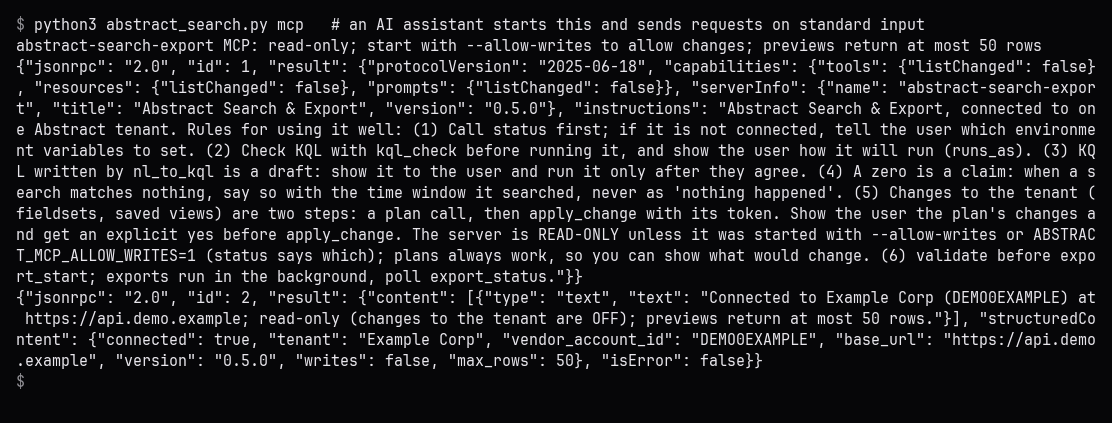 $ python3 abstract_search.py mcp   # an AI assistant starts this and sends requests on standard input
abstract-search-export MCP: read-only; start with --allow-writes to allow changes; previews return at most 50 rows
{"jsonrpc": "2.0", "id": 1, "result": {"protocolVersion": "2025-06-18", "capabilities": {"tools": {"listChanged": false}
, "resources": {"listChanged": false}, "prompts": {"listChanged": false}}, "serverInfo": {"name": "abstract-search-expor
t", "title": "Abstract Search & Export", "version": "0.5.0"}, "instructions": "Abstract Search & Export, connected to on
e Abstract tenant. Rules for using it well: (1) Call status first; if it is not connected, tell the user which environme
nt variables to set. (2) Check KQL with kql_check before running it, and show the user how it will run (runs_as). (3) KQ
L written by nl_to_kql is a draft: show it to the user and run it only after they agree. (4) A zero is a claim: when a s
earch matches nothing, say so with the time window it searched, never as 'nothing happened'. (5) Changes to the tenant (
fieldsets, saved views) are two steps: a plan call, then apply_change with its token. Show the user the plan's changes a
nd get an explicit yes before apply_change. The server is READ-ONLY unless it was started with --allow-writes or ABSTRAC
T_MCP_ALLOW_WRITES=1 (status says which); plans always work, so you can show what would change. (6) validate before expo
rt_start; exports run in the background, poll export_status."}}
{"jsonrpc": "2.0", "id": 2, "result": {"content": [{"type": "text", "text": "Connected to Example Corp (DEMO0EXAMPLE) at
 https://api.demo.example; read-only (changes to the tenant are OFF); previews return at most 50 rows."}], "structuredCo
ntent": {"connected": true, "tenant": "Example Corp", "vendor_account_id": "DEMO0EXAMPLE", "base_url": "https://api.demo
.example", "version": "0.5.0", "writes": false, "max_rows": 50}, "isError": false}}
$